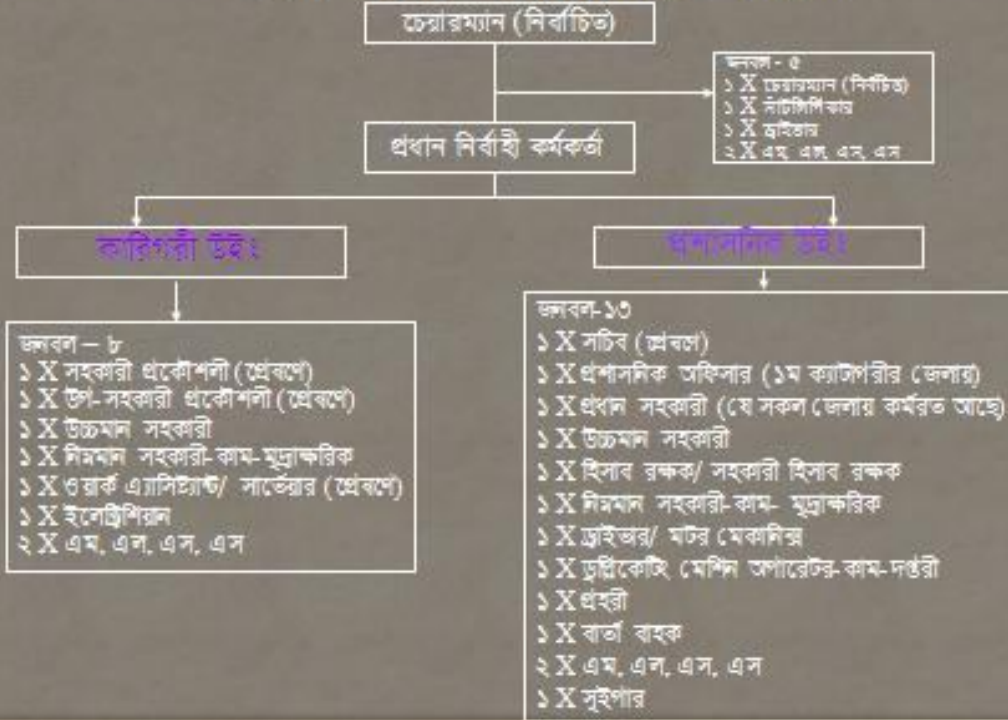 চেয়ারম্যান (নির্বাচিত)
জনবল - ৫
১ X চেয়ারম্যান (নির্বাচিত)
১ X সাঁটলিপিকার
১ X ড্রাইভার
২ X এম, এল, এস, এস
প্রধান নির্বাহী কর্মকর্তা
কারিগরী উইং
প্রশাসনিক উইং
জনবল – ৮
১ X সহকারী প্রকৌশলী (প্রেষণে)
১ X উপ-সহকারী প্রকৌশলী (প্রেষণে)
১ X উচ্চমান সহকারী
১ X নিম্নমান সহকারী-কাম-মূদ্রাক্ষরিক
১ X ওয়ার্ক এ্যাসিষ্ট্যান্ট/ সার্ভেয়ার (প্রেষণে)
১ X ইলেক্ট্রিশিয়ান
২ X এম, এল, এস, এস
জনবল-১৩
১ X সচিব (প্রেষণে)
১ X প্রশাসনিক অফিসার (১ম ক্যাটাগরীর জেলায়)
১ X প্রধান সহকারী (যে সকল জেলায় কর্মরত আছে)
১ X উচ্চমান সহকারী
১ X হিসাব রক্ষক/ সহকারী হিসাব রক্ষক
১ X নিম্নমান সহকারী-কাম- মূদ্রাক্ষরিক
১ X ড্রাইভার/ মটর মেকানিক্স
১ X ডুপ্লিকেটিং মেশিন অপারেটর-কাম-দপ্তরী
১ X প্রহরী
১ X বার্তা বাহক
২ X এম, এল, এস, এস
১ X সুইপার